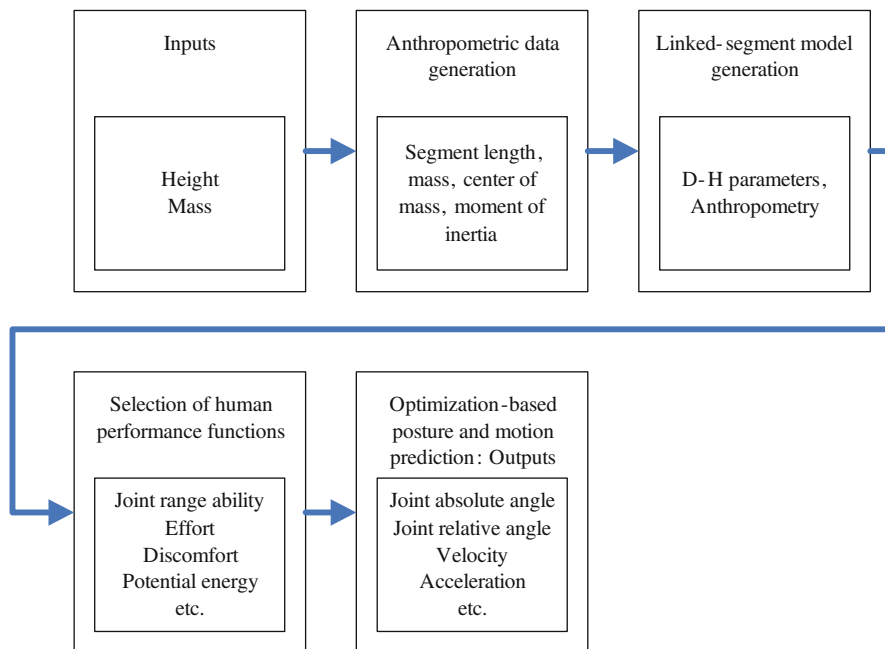 Inputs
Height
Mass
Anthropometric data
generation
Segment length,
mass, center of
mass, moment of
inertia
Linked-segment model
generation
D-H parameters,
Anthropometry
Selection of human
performance functions
Joint range ability
Effort
Discomfort
Potential energy
etc.
Optimization-based
posture and motion
prediction: Outputs
Joint absolute angle
Joint relative angle
Velocity
Acceleration
etc.